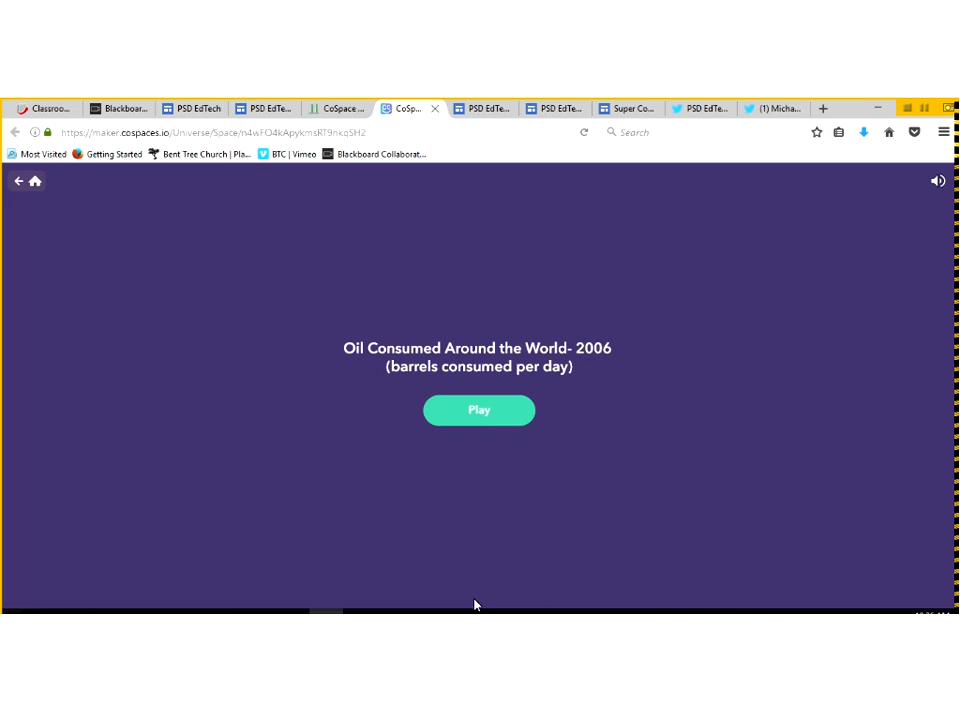 Classroo...
Blackboar...
PSD EdTech
PSD EdTe...
CoSpace ...
CoSp...
PSD EdTe...
PSD EdTe...
Super Co...
PSD EdTe...
(1) Micha...
https://maker.cospaces.io/Universe/Space/n4wFO4kApykmsRT9nkqSH2
Search
Most Visited
Getting Started
Bent Tree Church | Pla...
BTC | Vimeo
Blackboard Collaborat...
Oil Consumed Around the World- 2006
(barrels consumed per day)
Play